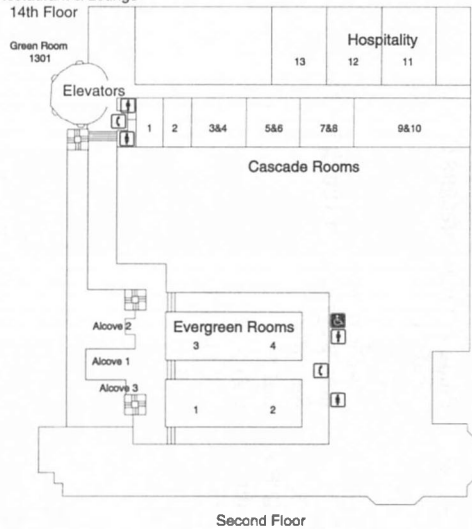 14th Floor
Green Room
1301
Hospitality
13 12 11
Elevators
1 2 3&4 5&6 7&8 9&10
Cascade Rooms
Alcove 2
Evergreen Rooms
3 4
Alcove 1
Alcove 3
1 2
Second Floor